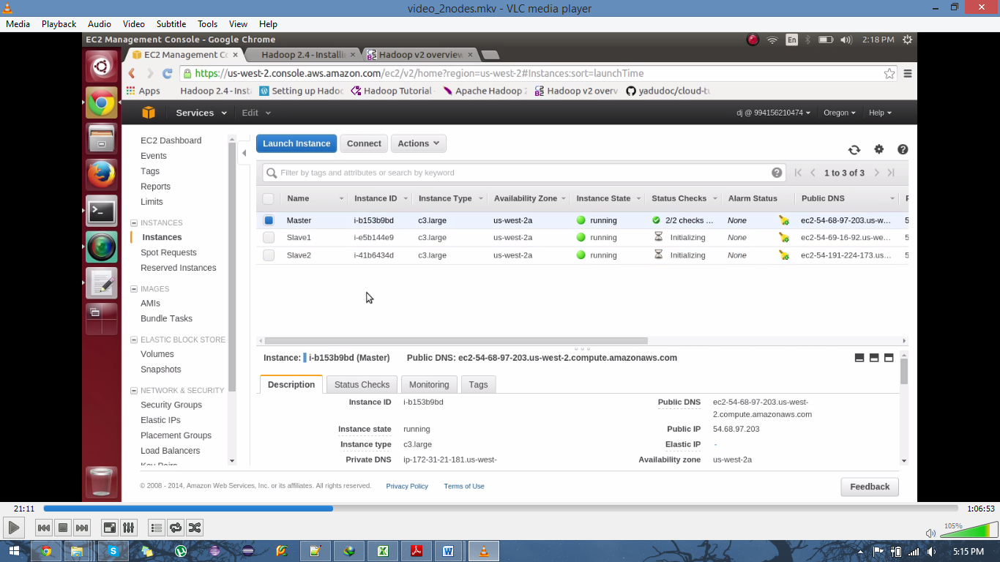 video_2nodes.mkv - VLC media player
Media Playback Audio Video Subtitle Tools View Help
EC2 Management Console - Google Chrome
En
2:18 PM
EC2 Management Co
Hadoop 2.4 - Installi
Hadoop v2 overview
https://us-west-2.console.aws.amazon.com/ec2/v2/home?region=us-west-2#Instances:sort=launchTime
Apps Hadoop 2.4 - Insta Setting up Hadoc Hadoop Tutorial - Apache Hadoop 2 Hadoop v2 overv yadudoc/cloud-tu
Services Edit dj @ 994156210474 Oregon Help
EC2 Dashboard
Events
Tags
Reports
Limits
INSTANCES
Instances
Spot Requests
Reserved Instances
IMAGES
AMIs
Bundle Tasks
ELASTIC BLOCK STORE
Volumes
Snapshots
NETWORK & SECURITY
Security Groups
Elastic IPs
Placement Groups
Load Balancers
Key Pairs
Launch Instance Connect Actions
Filter by tags and attributes or search by keyword
1 to 3 of 3
Name Instance ID Instance Type Availability Zone Instance State Status Checks Alarm Status Public DNS
Master i-b153b9bd c3.large us-west-2a running 2/2 checks ... None ec2-54-68-97-203.us-w... 5
Slave1 i-e5b144e9 c3.large us-west-2a running Initializing None ec2-54-69-16-92.us-we... 5
Slave2 i-41b6434d c3.large us-west-2a running Initializing None ec2-54-191-224-173.us... 5
Instance: i-b153b9bd (Master) Public DNS: ec2-54-68-97-203.us-west-2.compute.amazonaws.com
Description Status Checks Monitoring Tags
Instance ID i-b153b9bd
Public DNS ec2-54-68-97-203.us-west-
2.compute.amazonaws.com
Instance state running
Public IP 54.68.97.203
Instance type c3.large
Elastic IP -
Private DNS ip-172-31-21-181.us-west-
Availability zone us-west-2a
© 2008 - 2014, Amazon Web Services, Inc. or its affiliates. All rights reserved. Privacy Policy Terms of Use
Feedback
21:11
1:06:53
105%
5:15 PM